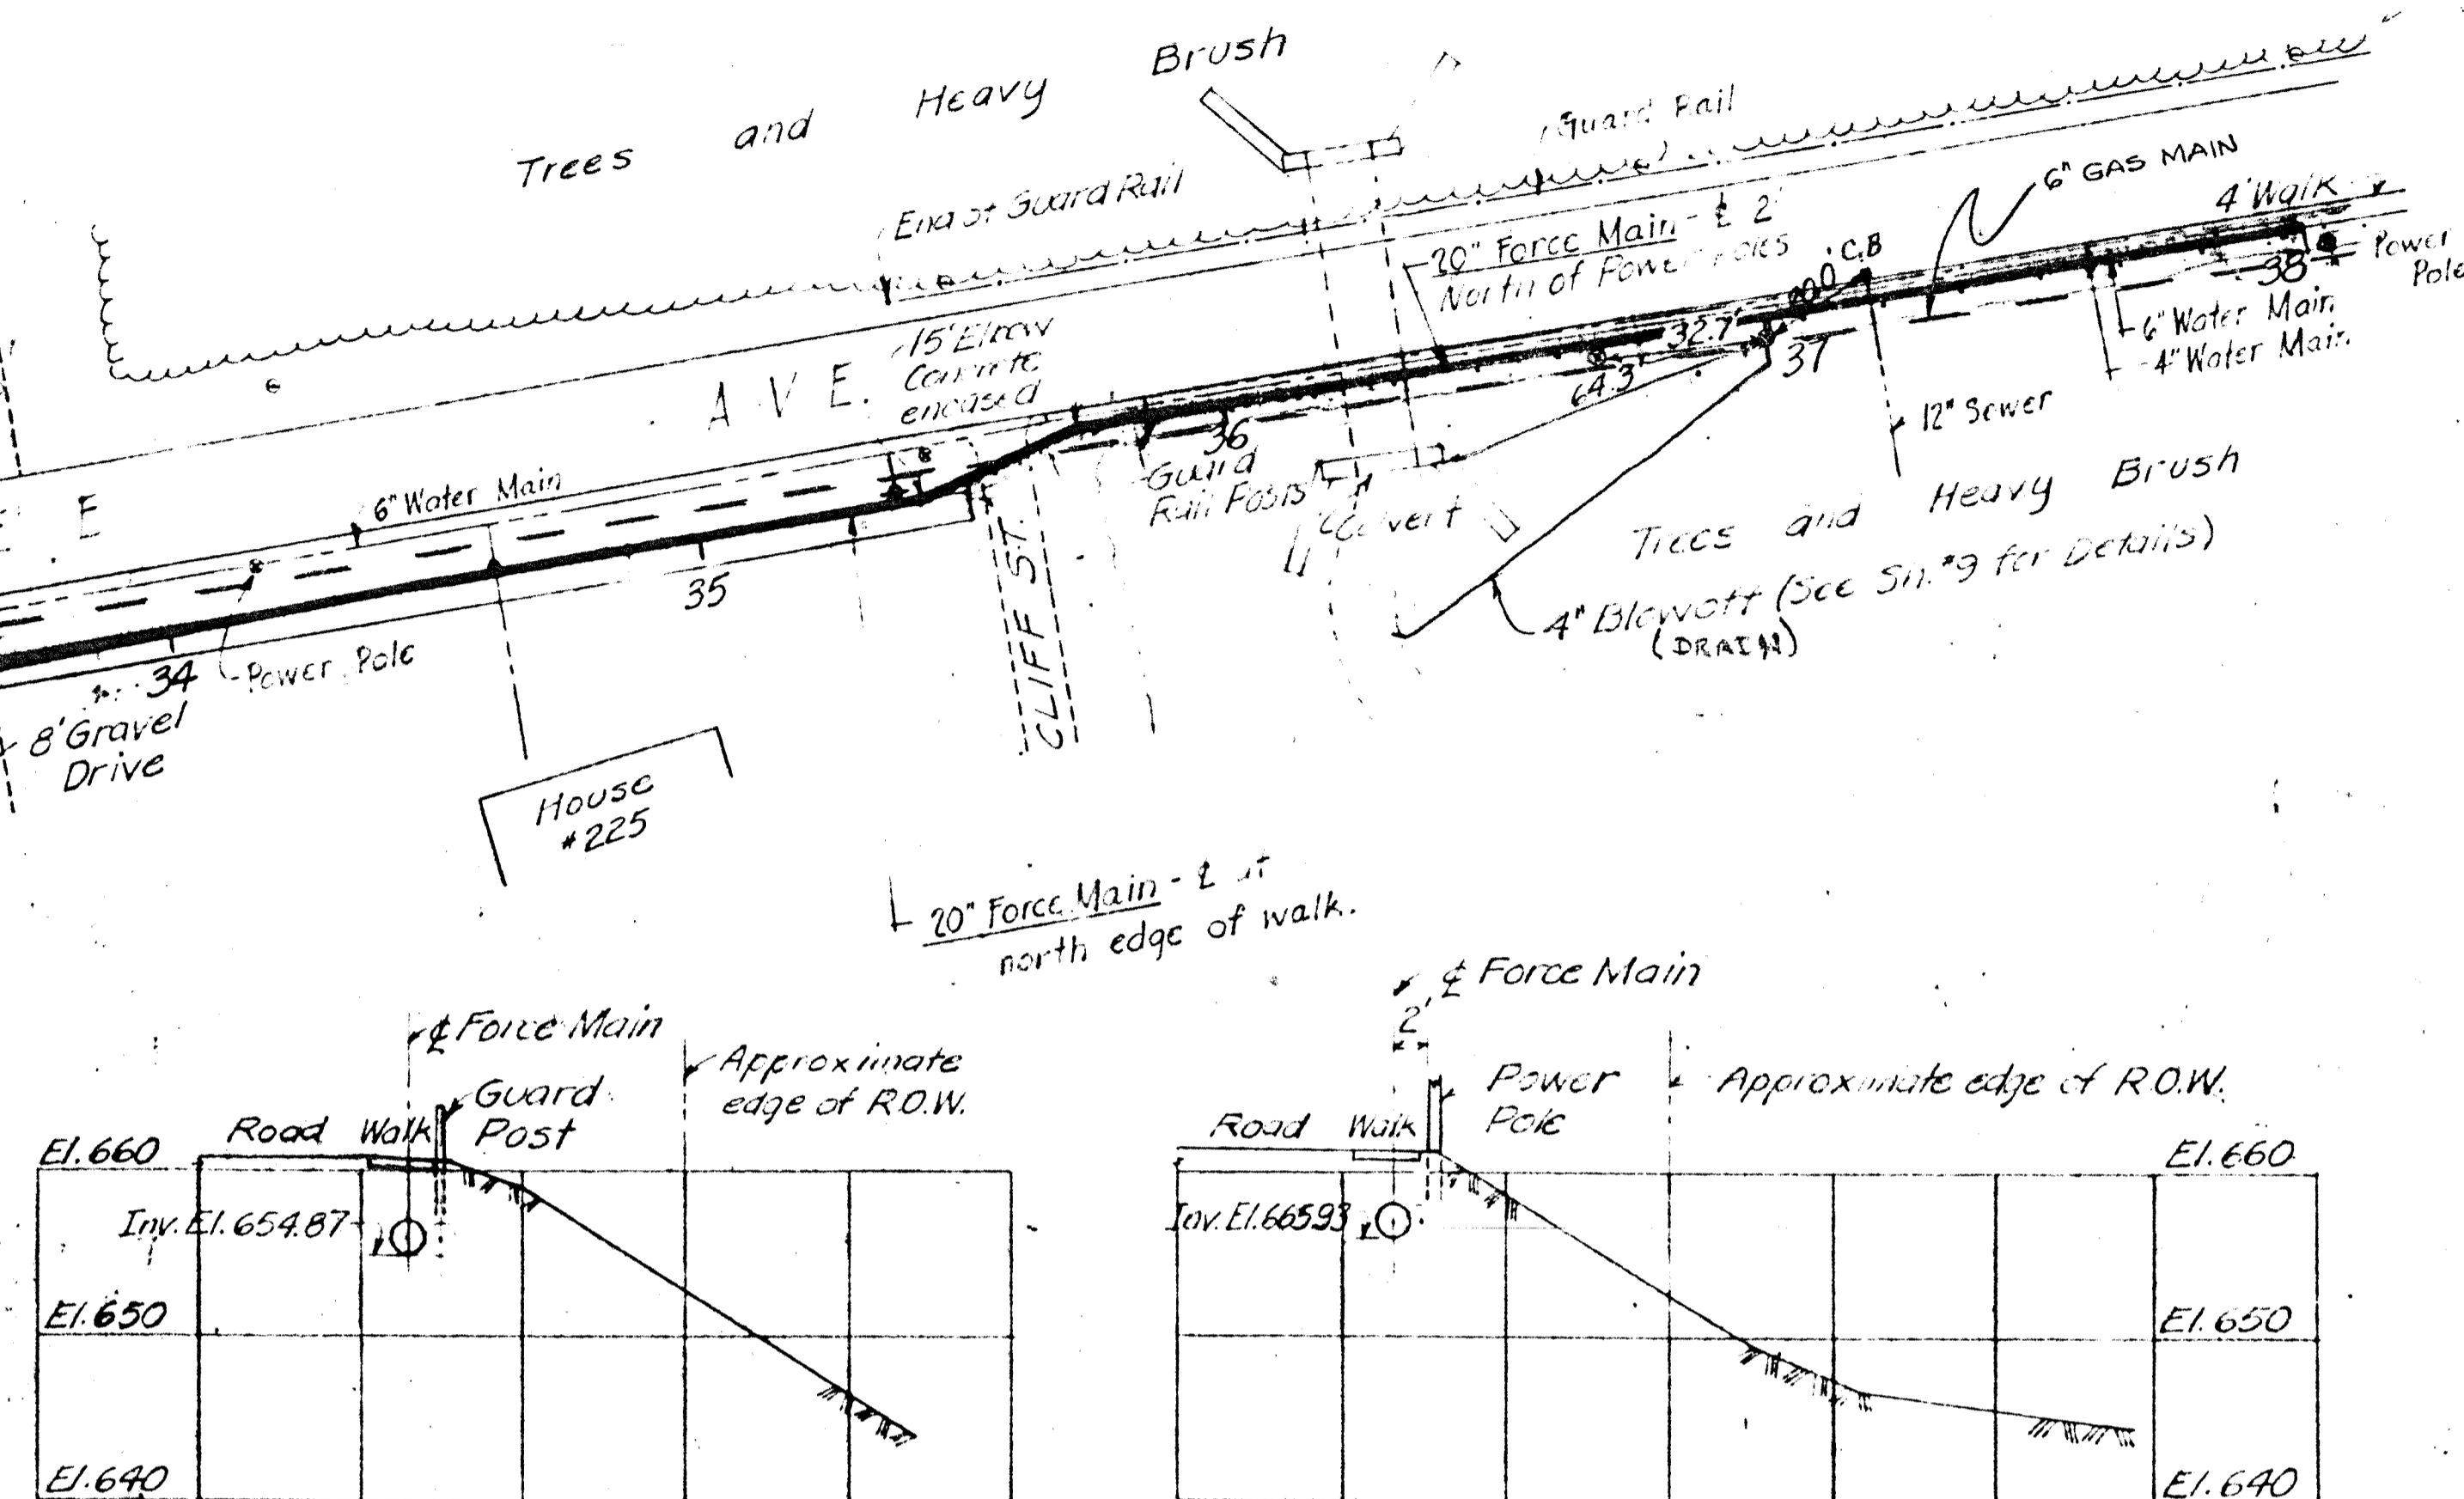 Trees and Heavy Brush
Guard Rail
End of Guard Rail
6" GAS MAIN
4' Walk
20" Force Main - ℄ 2'
North of Power Poles
C.B
Power
Pole
38
6" Water Main
4" Water Main
15° Elbow
Concrete
encased
A V E.
32.7'
64.3'
37
36
12" Sewer
Guard
Rail Posts
Culvert
Trees and Heavy Brush
4" Blowoff (See Sh. #9 for Details)
(DRAIN)
E
6" Water Main
35
CLIFF ST.
34
Power Pole
8' Gravel
Drive
House
#225
20" Force Main - ℄ at
north edge of walk.
℄ Force Main
Guard
Post
Approximate
edge of R.O.W.
Road Walk
El.660
Inv. El. 654.87
El.650
El.640
℄ Force Main
2'
Power
Pole
Approximate edge of R.O.W.
Road Walk
El.660
Inv. El.66593
El.650
El.640